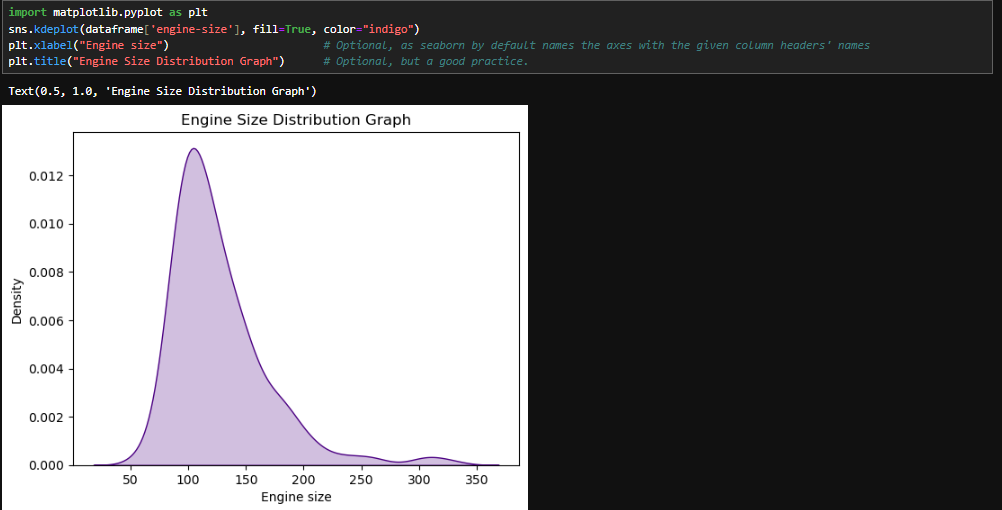 import matplotlib.pyplot as plt
sns.kdeplot(dataframe['engine-size'], fill=True, color="indigo")
plt.xlabel("Engine size") # Optional, as seaborn by default names the axes with the given column headers' names
plt.title("Engine Size Distribution Graph") # Optional, but a good practice.
Text(0.5, 1.0, 'Engine Size Distribution Graph')
Engine Size Distribution Graph
0.012
0.010
0.008
0.006
0.004
0.002
0.000
Density
50 100 150 200 250 300 350
Engine size